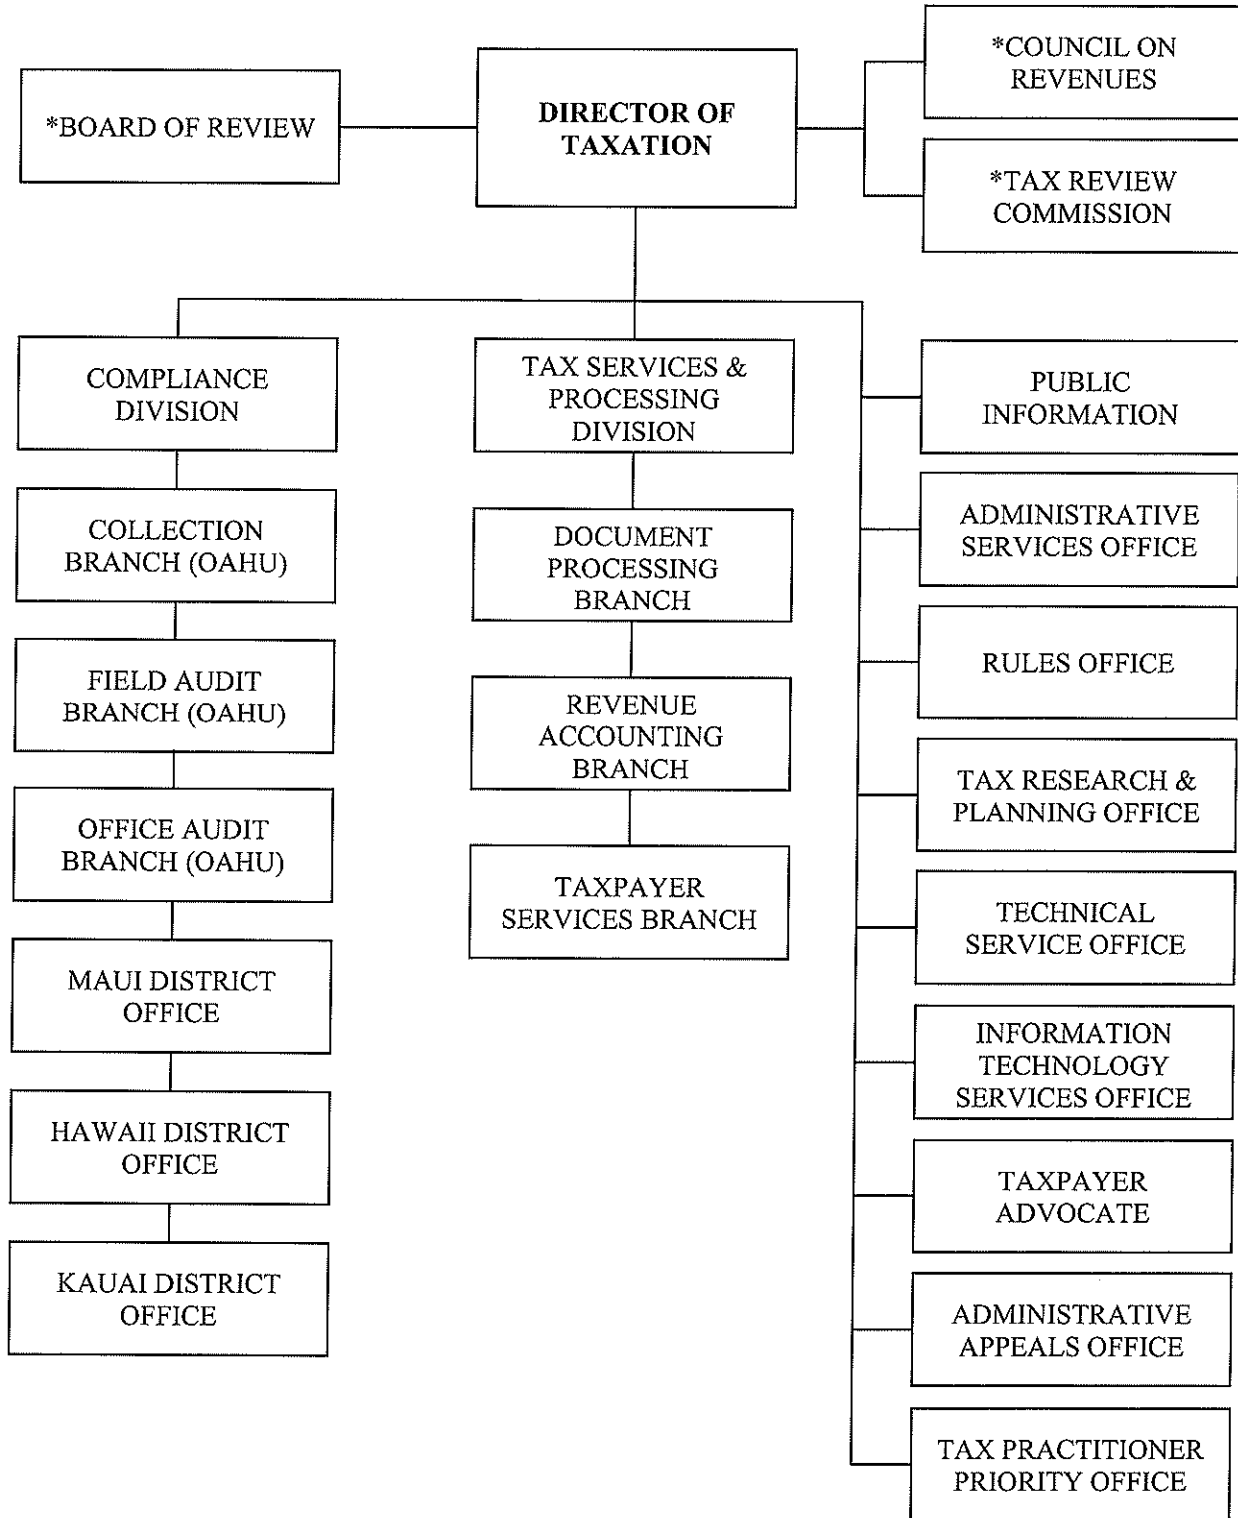 *BOARD OF REVIEW
DIRECTOR OF
TAXATION
*COUNCIL ON
REVENUES
*TAX REVIEW
COMMISSION
COMPLIANCE
DIVISION
COLLECTION
BRANCH (OAHU)
FIELD AUDIT
BRANCH (OAHU)
OFFICE AUDIT
BRANCH (OAHU)
MAUI DISTRICT
OFFICE
HAWAII DISTRICT
OFFICE
KAUAI DISTRICT
OFFICE
TAX SERVICES &
PROCESSING
DIVISION
DOCUMENT
PROCESSING
BRANCH
REVENUE
ACCOUNTING
BRANCH
TAXPAYER
SERVICES BRANCH
PUBLIC
INFORMATION
ADMINISTRATIVE
SERVICES OFFICE
RULES OFFICE
TAX RESEARCH &
PLANNING OFFICE
TECHNICAL
SERVICE OFFICE
INFORMATION
TECHNOLOGY
SERVICES OFFICE
TAXPAYER
ADVOCATE
ADMINISTRATIVE
APPEALS OFFICE
TAX PRACTITIONER
PRIORITY OFFICE